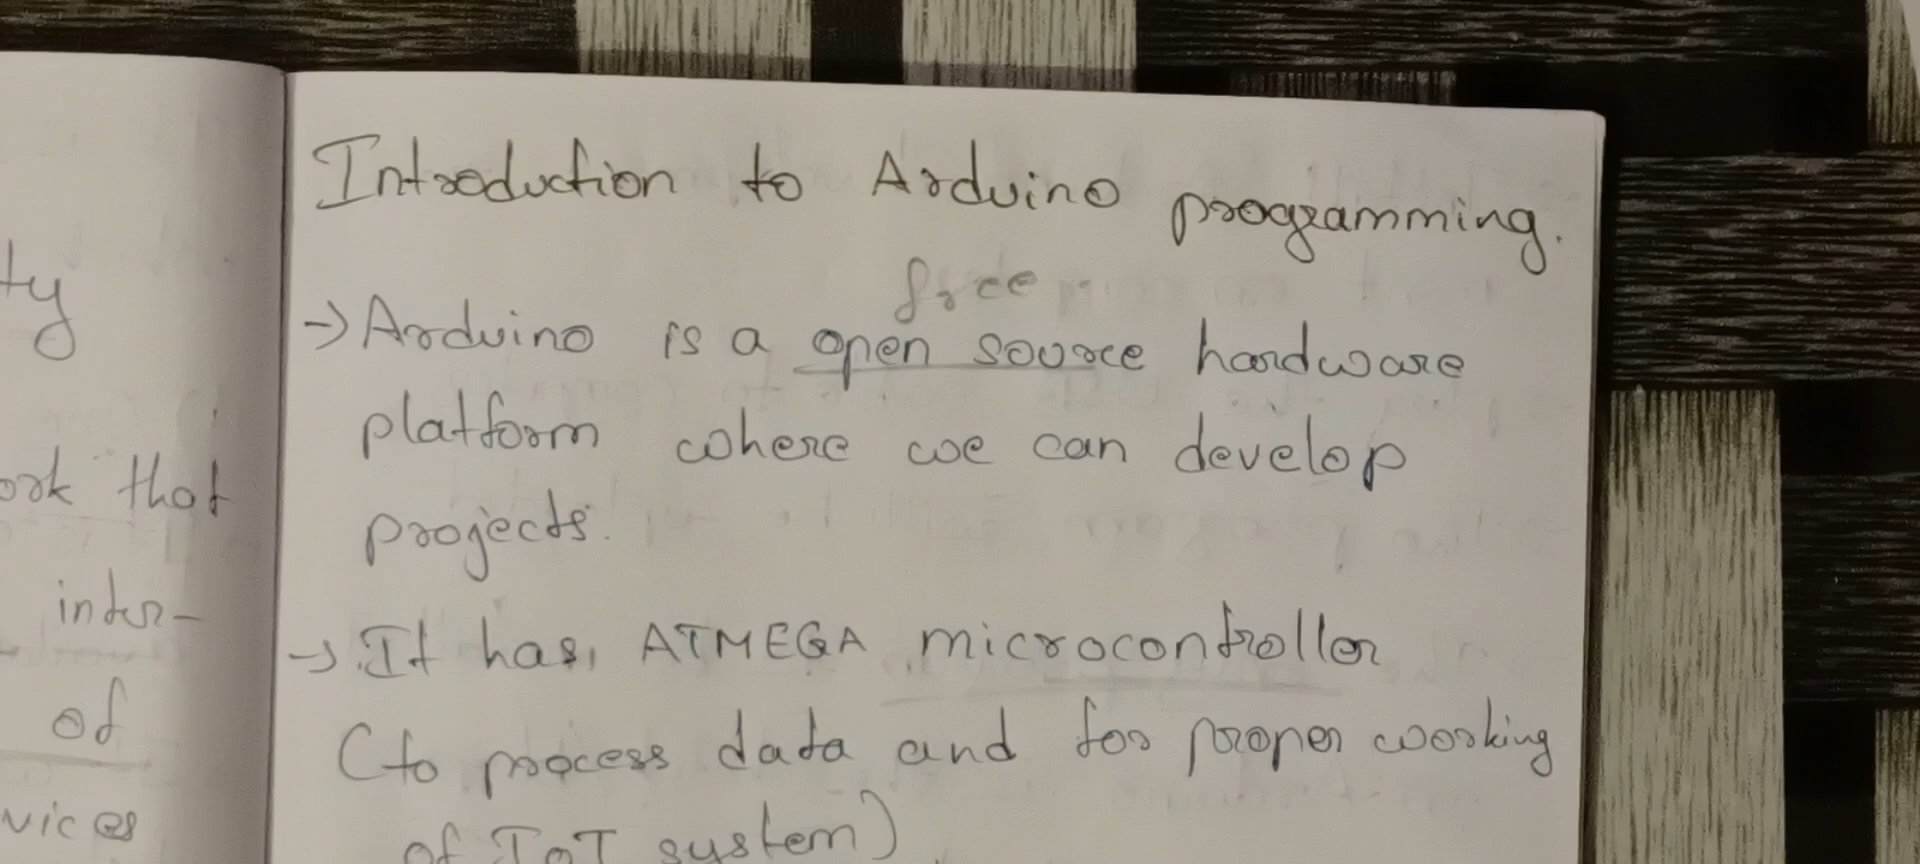 ty
ork that
inter-
of
vices
Introduction to Arduino programming.
free
→ Arduino is a open source hardware
platform where we can develop
projects.
→ It has, ATMEGA microcontroller
(to process data and for proper working
of IoT system)